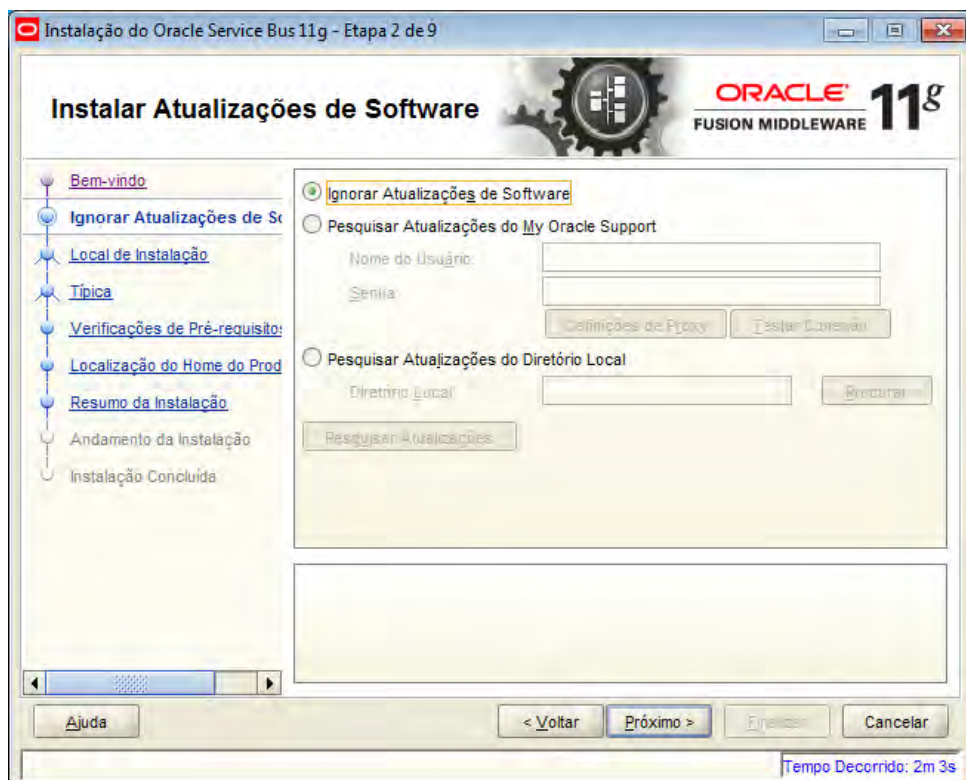 Instalação do Oracle Service Bus 11g - Etapa 2 de 9
Instalar Atualizações de Software
ORACLE
FUSION MIDDLEWARE
11g
Bem-vindo
Ignorar Atualizações de So
Local de Instalação
Típica
Verificações de Pré-requisitos
Localização do Home do Prod
Resumo da Instalação
Andamento da Instalação
Instalação Concluída
Ignorar Atualizações de Software
Pesquisar Atualizações do My Oracle Support
Nome do Usuário:
Senha:
Definições de Proxy
Testar Conexão
Pesquisar Atualizações do Diretório Local
Diretório Local:
Procurar
Pesquisar Atualizações
Ajuda
< Voltar
Próximo >
Finalizar
Cancelar
Tempo Decorrido: 2m 3s